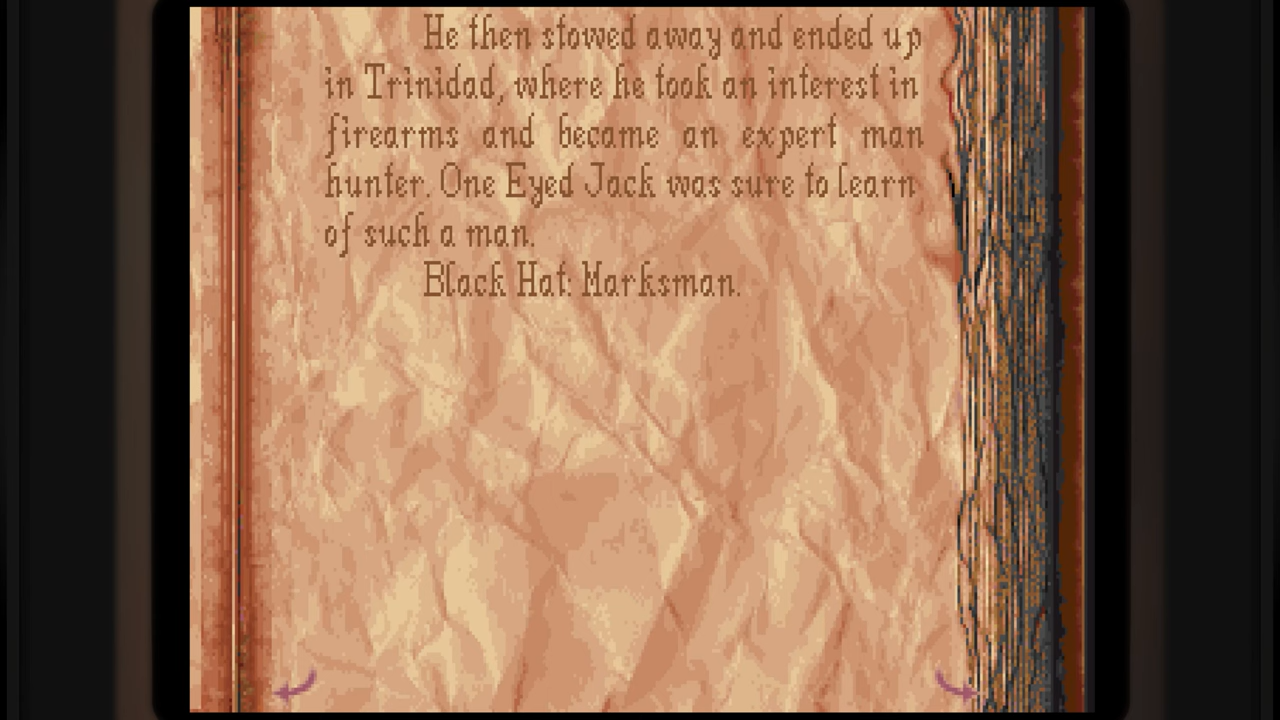 He then stowed away and ended up
in Trinidad, where he took an interest in
firearms and became an expert man
hunter. One Eyed Jack was sure to learn
of such a man.
Black Hat: Marksman.